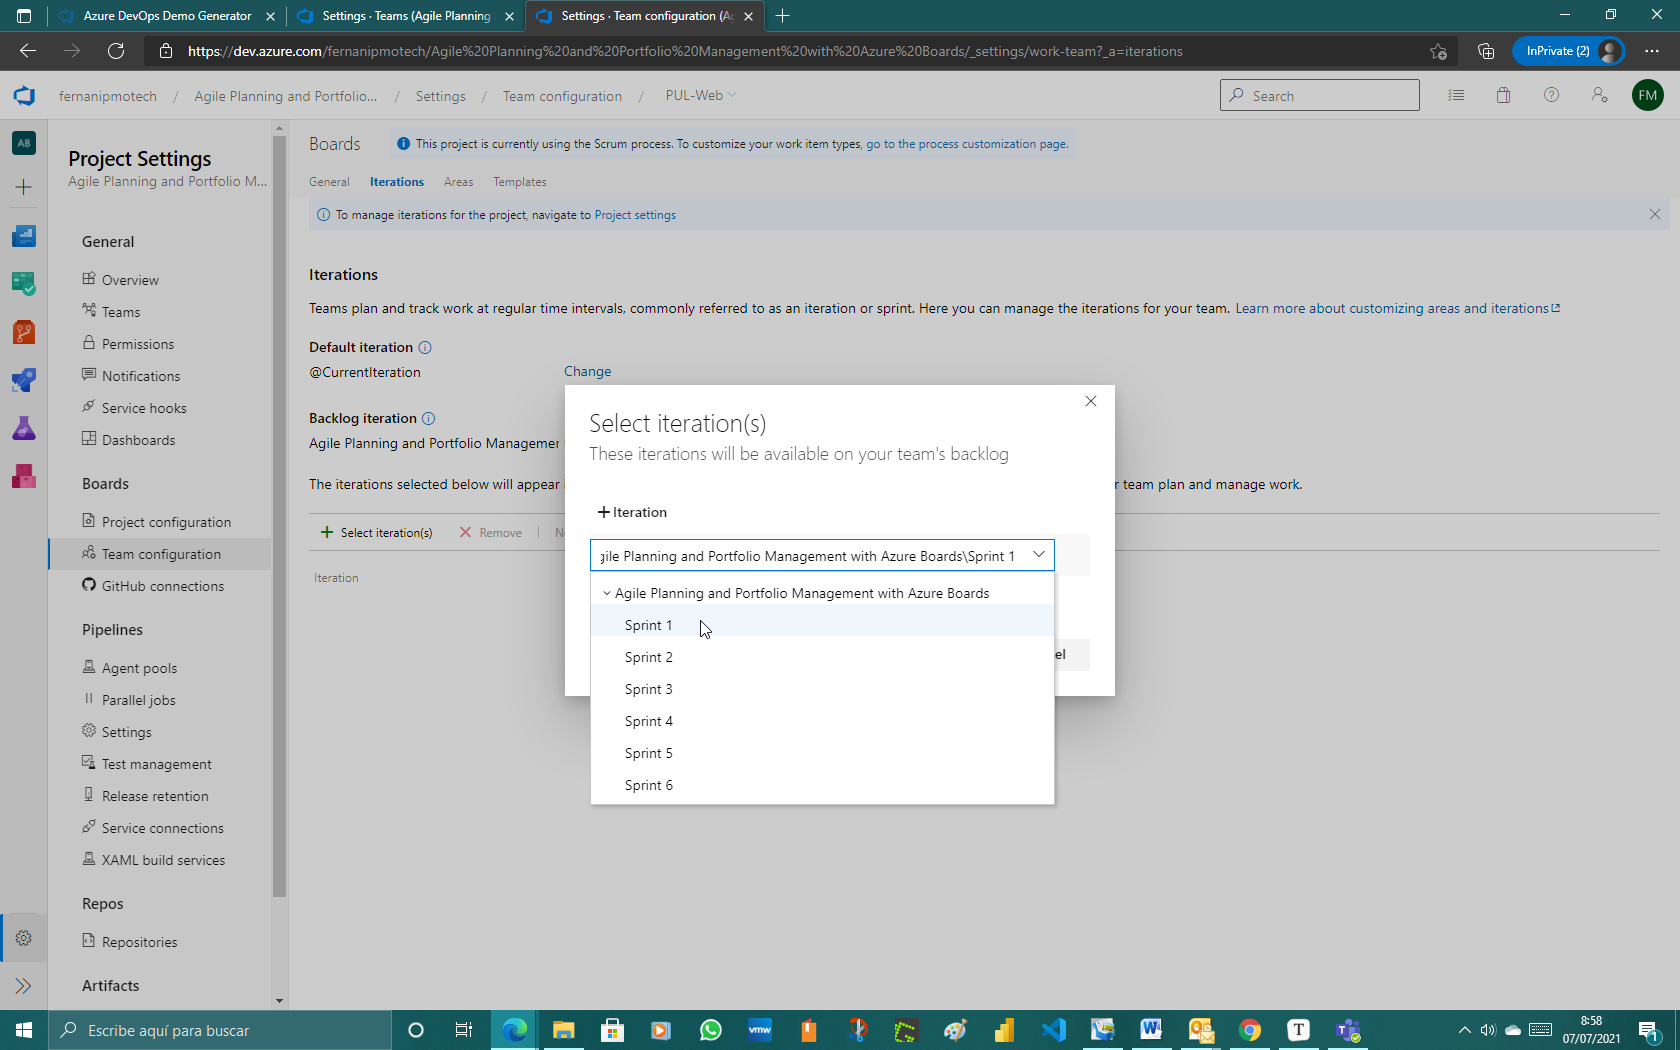 Azure DevOps Demo Generator
Settings · Teams (Agile Planning
Settings · Team configuration (Ag
https://dev.azure.com/fernanipmotech/Agile%20Planning%20and%20Portfolio%20Management%20with%20Azure%20Boards/_settings/work-team?_a=iterations
InPrivate (2)
fernanipmotech / Agile Planning and Portfolio... / Settings / Team configuration / PUL-Web
Search
FM
AB
Project Settings
Agile Planning and Portfolio M...
General
Overview
Teams
Permissions
Notifications
Service hooks
Dashboards
Boards
Project configuration
Team configuration
GitHub connections
Pipelines
Agent pools
Parallel jobs
Settings
Test management
Release retention
Service connections
XAML build services
Repos
Repositories
Artifacts
Boards
This project is currently using the Scrum process. To customize your work item types, go to the process customization page.
General Iterations Areas Templates
To manage iterations for the project, navigate to Project settings
Iterations
Teams plan and track work at regular time intervals, commonly referred to as an iteration or sprint. Here you can manage the iterations for your team. Learn more about customizing areas and iterations
Default iteration
@CurrentIteration Change
Backlog iteration
Agile Planning and Portfolio Managemer
The iterations selected below will appear r team plan and manage work.
Select iteration(s) Remove N
Iteration
Select iteration(s)
These iterations will be available on your team's backlog
Iteration
gile Planning and Portfolio Management with Azure Boards\Sprint 1
Agile Planning and Portfolio Management with Azure Boards
Sprint 1
Sprint 2
Sprint 3
Sprint 4
Sprint 5
Sprint 6
el
Escribe aquí para buscar
vmw
W
T
8:58
07/07/2021
1